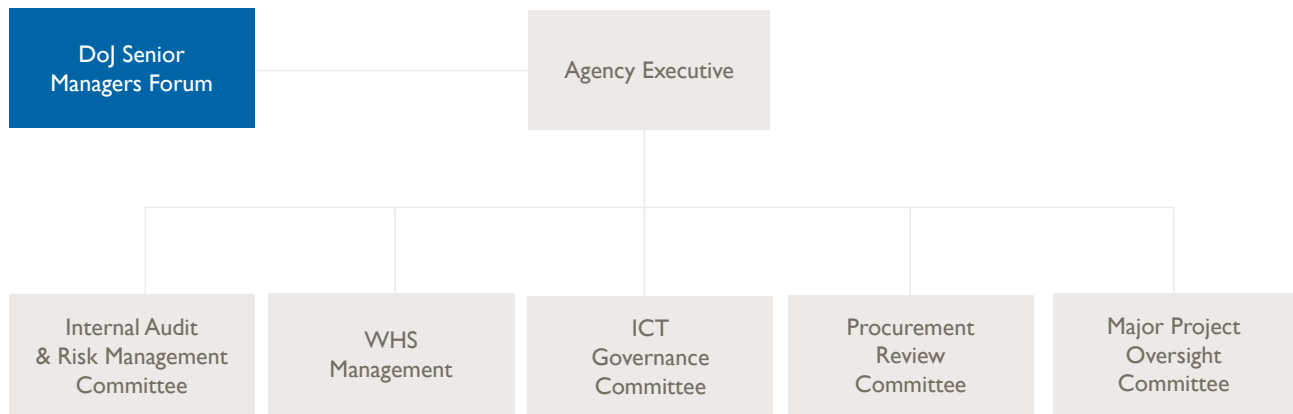 DoJ Senior
Managers Forum
Agency Executive
Internal Audit
& Risk Management
Committee
WHS
Management
ICT
Governance
Committee
Procurement
Review
Committee
Major Project
Oversight
Committee